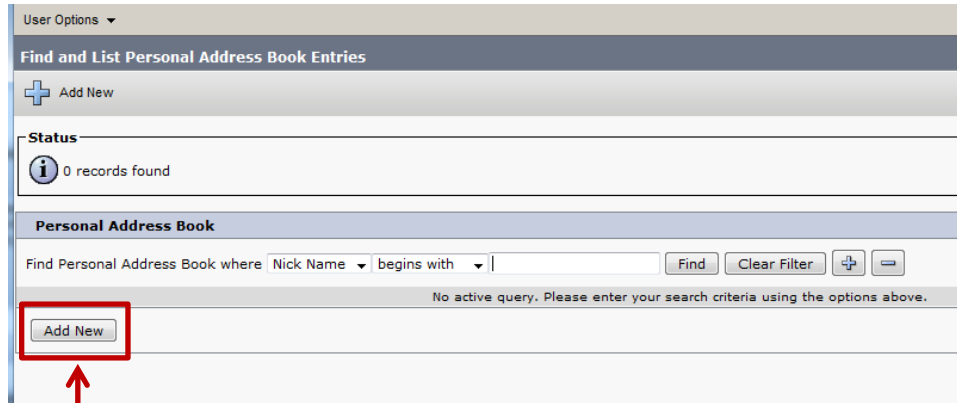 User Options
Find and List Personal Address Book Entries
Add New
Status
0 records found
Personal Address Book
Find Personal Address Book where Nick Name begins with Find Clear Filter
No active query. Please enter your search criteria using the options above.
Add New